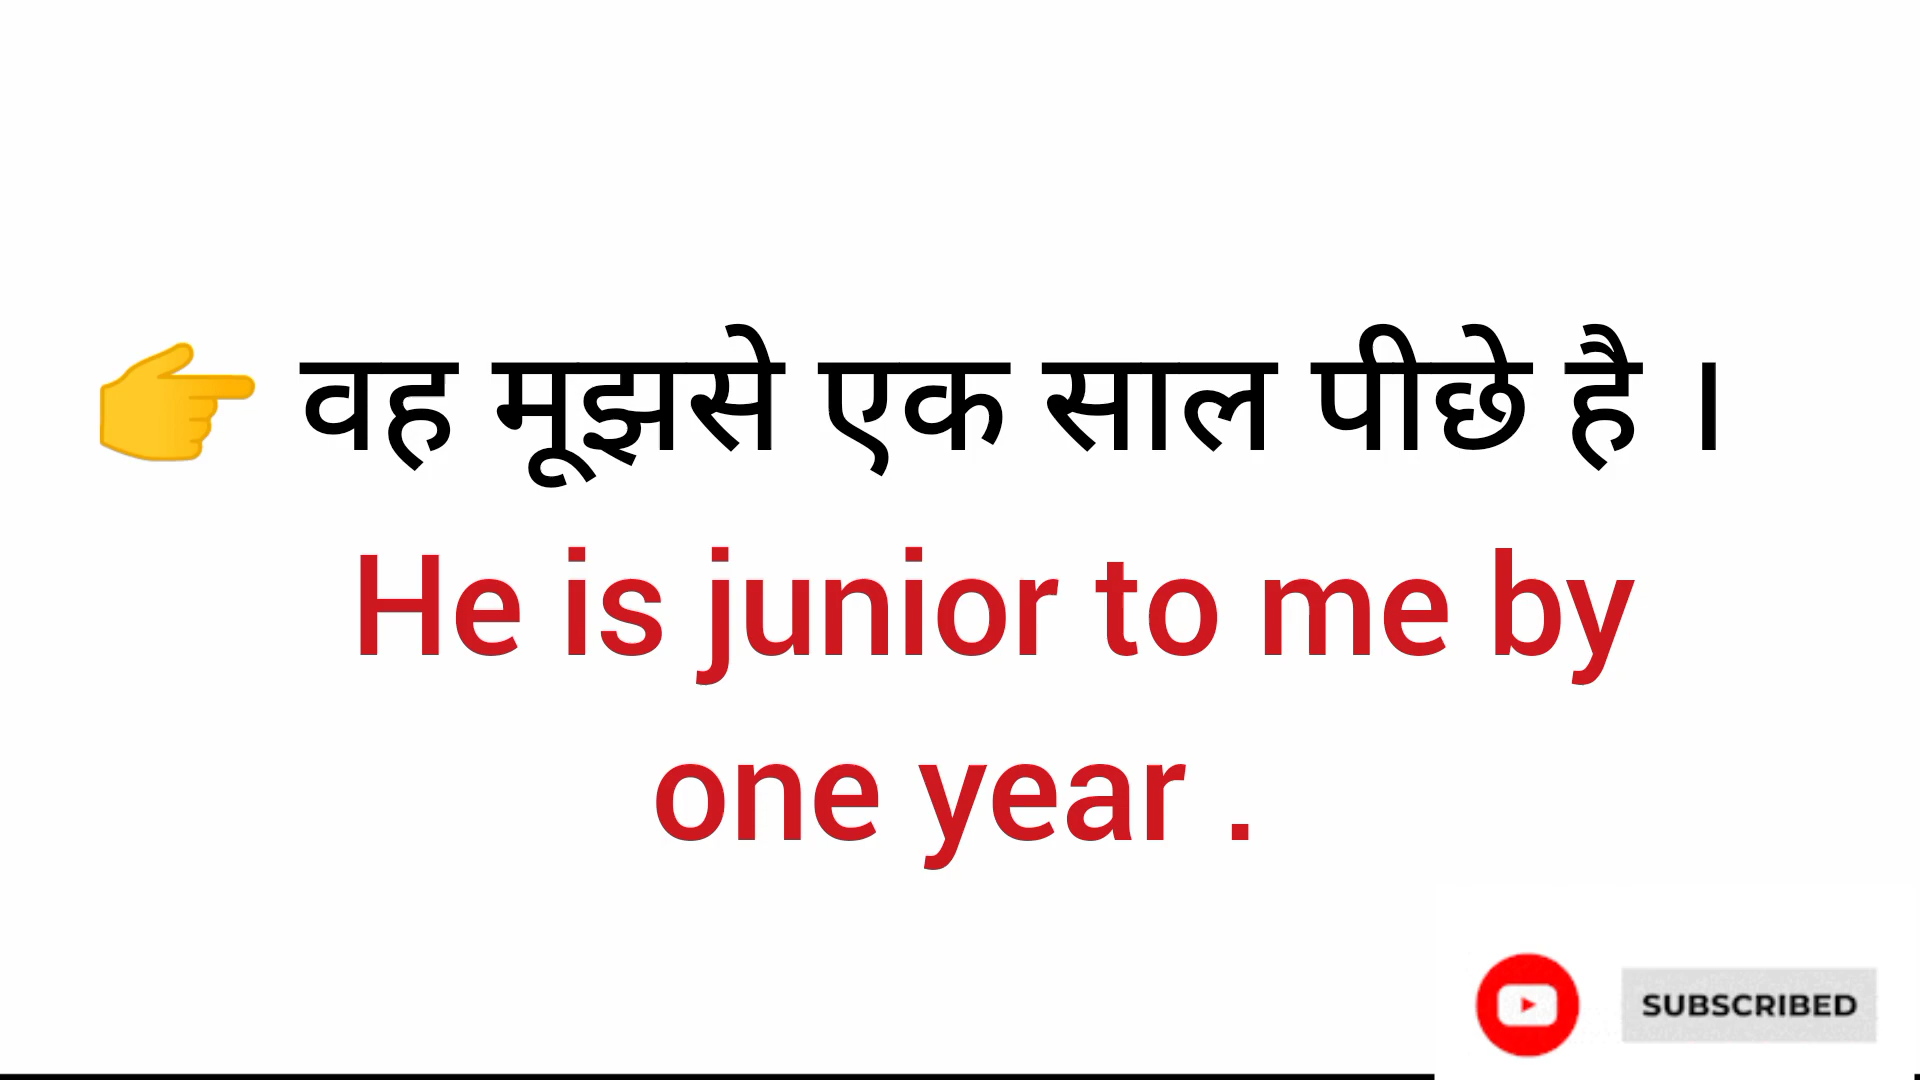 👉 वह मूझसे एक साल पीछे है ।
He is junior to me by
one year .
SUBSCRIBED